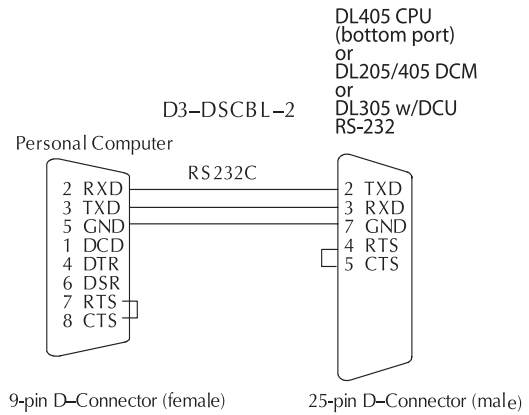 DL405 CPU
(bottom port)
or
DL205/405 DCM
or
DL305 w/DCU
RS-232
D3–DSCBL–2
Personal Computer
RS232C
2 RXD
3 TXD
5 GND
1 DCD
4 DTR
6 DSR
7 RTS
8 CTS
2 TXD
3 RXD
7 GND
4 RTS
5 CTS
9-pin D–Connector (female)
25-pin D–Connector (male)